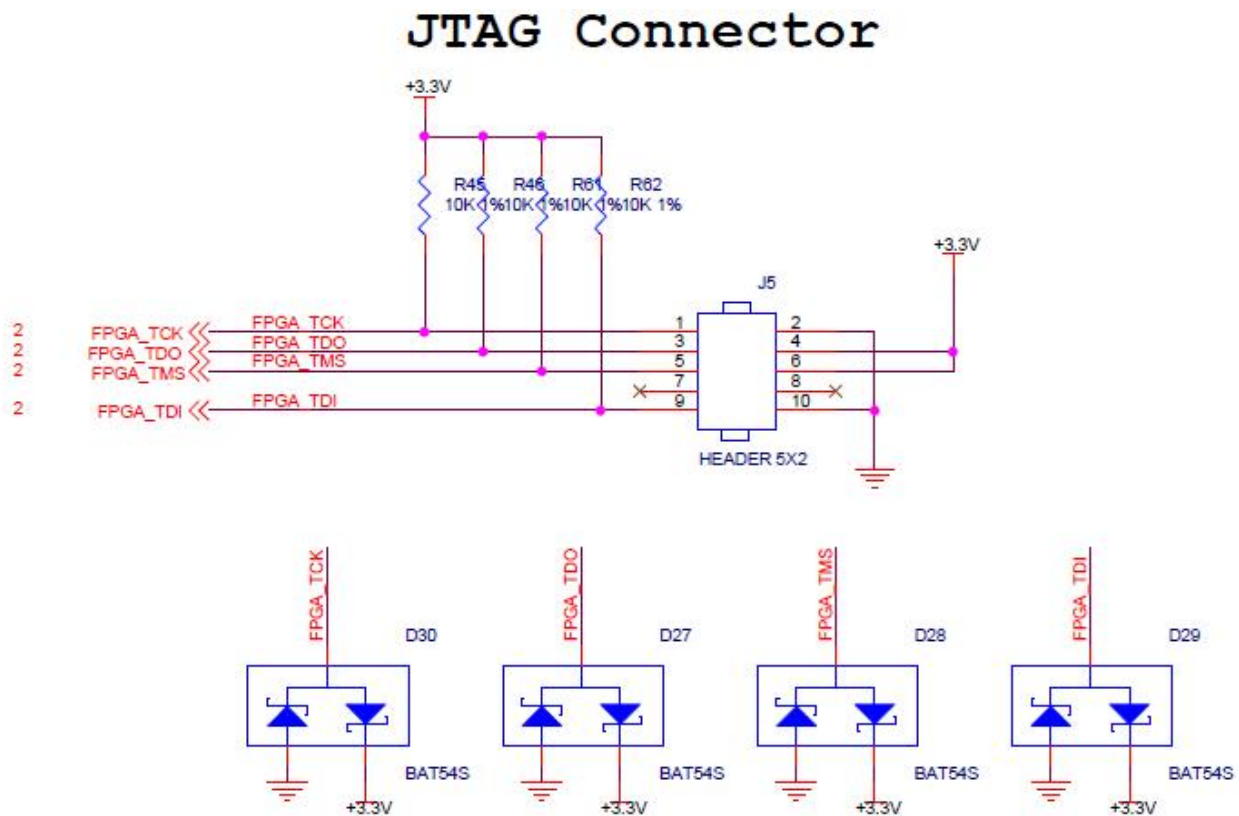 JTAG Connector
+3.3V
R45 R46 R61 R62
10K 1% 10K 1% 10K 1% 10K 1%
+3.3V
J5
2 FPGA_TCK FPGA_TCK 1 2
2 FPGA_TDO FPGA_TDO 3 4
2 FPGA_TMS FPGA_TMS 5 6
7 8
2 FPGA_TDI FPGA_TDI 9 10
HEADER 5X2
FPGA_TCK FPGA_TDO FPGA_TMS FPGA_TDI
D30 D27 D28 D29
BAT54S BAT54S BAT54S BAT54S
+3.3V +3.3V +3.3V +3.3V